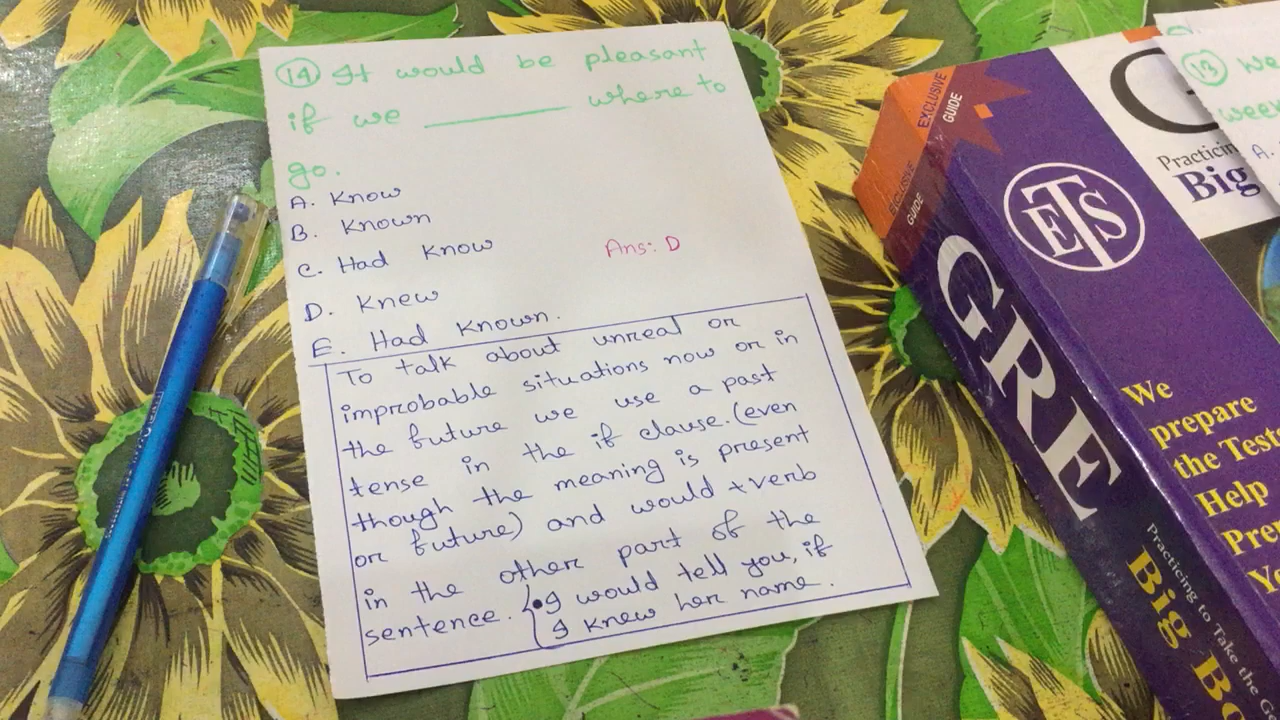 14 It would be pleasant
if we ________ where to
go.
A. Know
B. Known
C. Had Know
Ans: D
D. Knew
E. Had Known.
To talk about unreal or
improbable situations now or in
the future we use a past
tense in the if clause. (even
though the meaning is present
or future) and would + verb
in the other part of the
sentence. { • I would tell you, if
I knew her name.
EXCLUSIVE
GUIDE
EXCLUSIVE
GUIDE
ETS
GRE
Practicing to Take the
Big
We
prepare
the Tests
Help
G
Big
13 We
A.